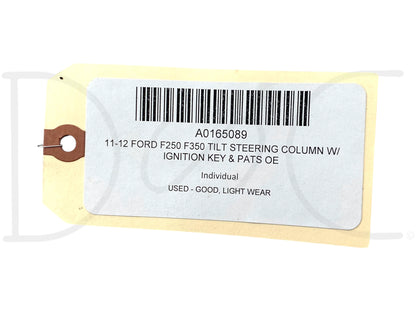 A0165089
11-12 FORD F250 F350 TILT STEERING COLUMN W/
IGNITION KEY & PATS OE
Individual
USED - GOOD, LIGHT WEAR